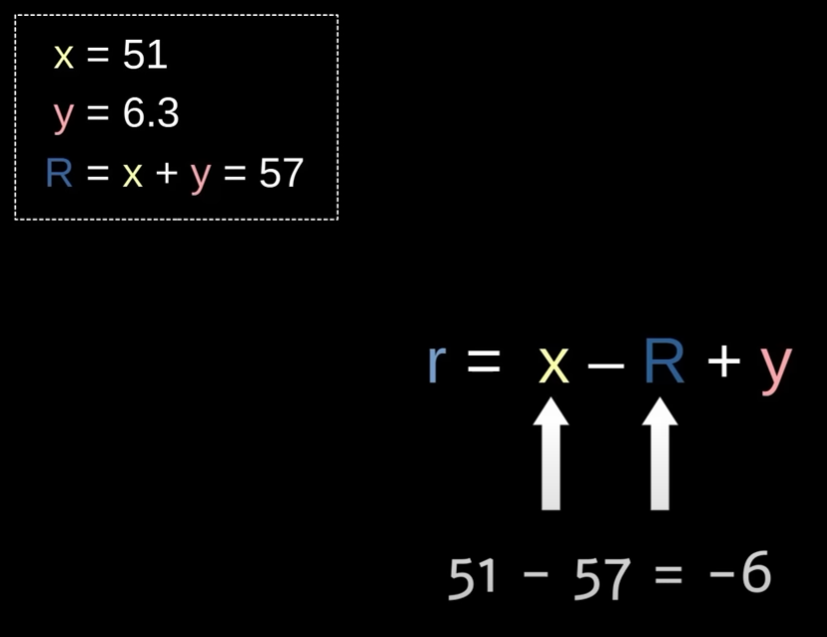 x = 51
y = 6.3
R = x + y = 57
r = x – R + y
51 - 57 = -6